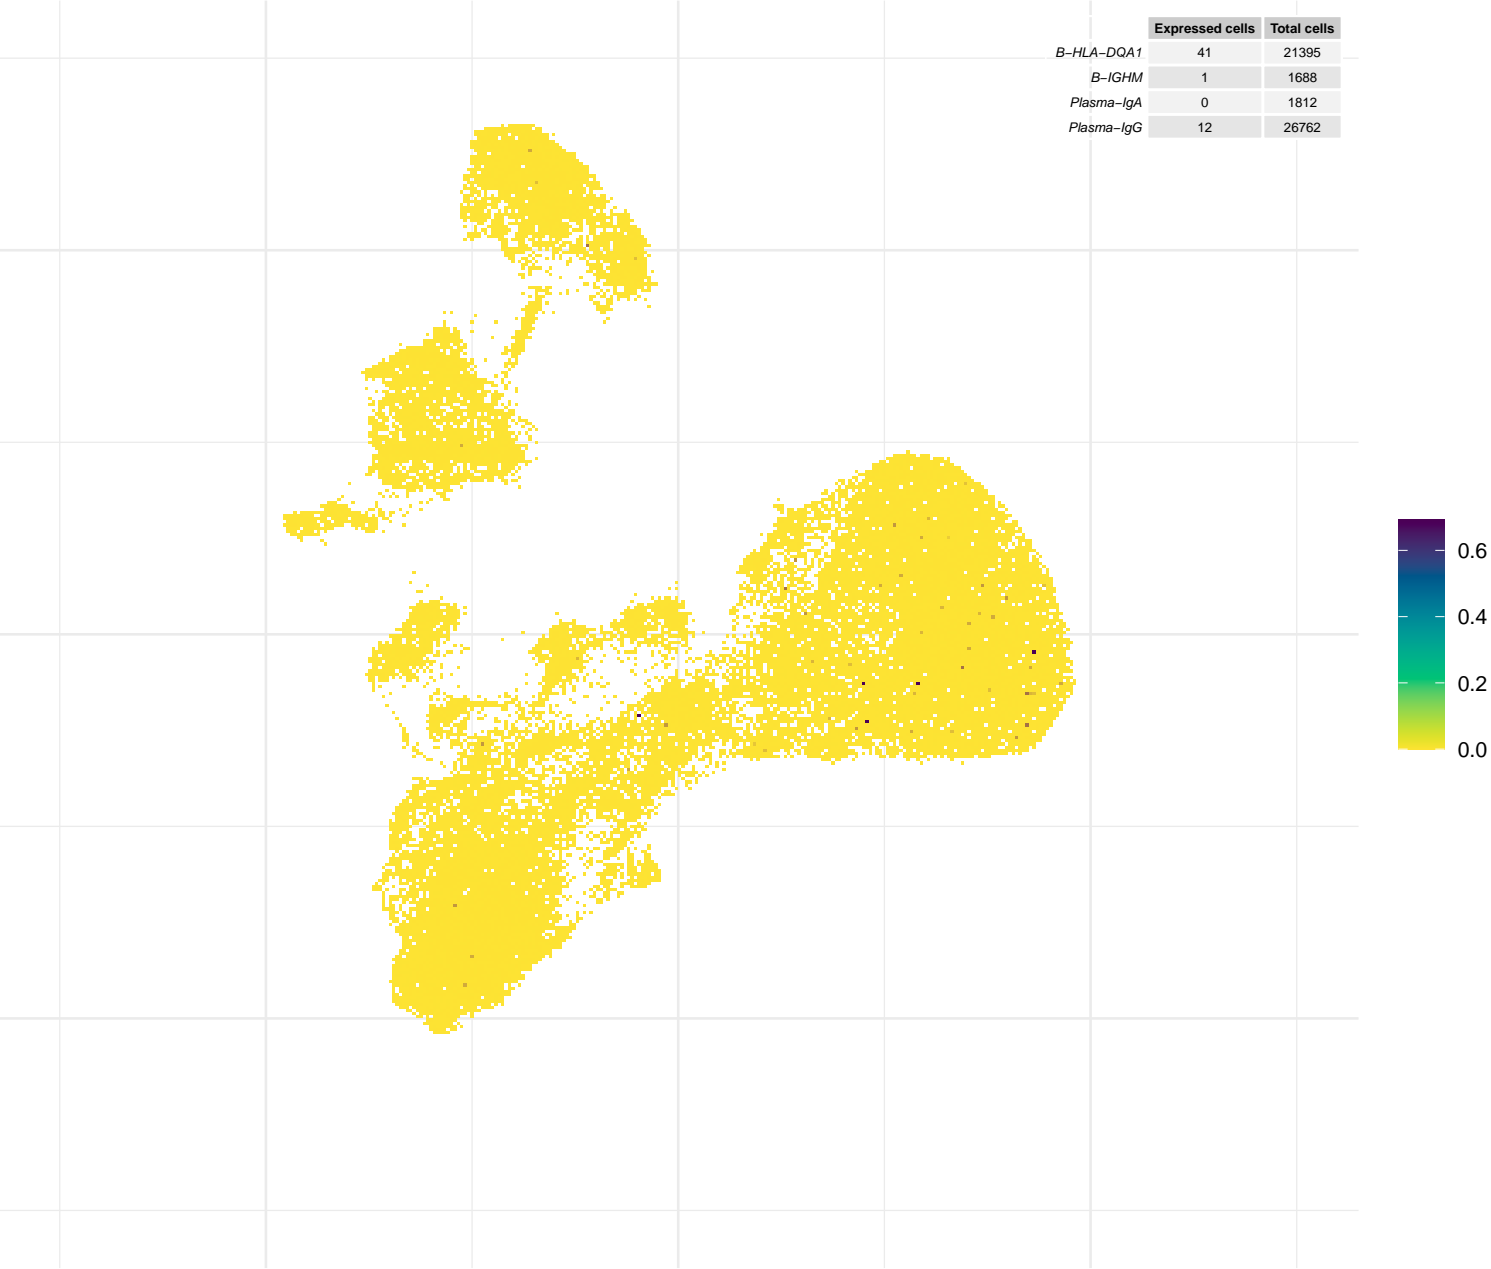 Expressed cells Total cells
B−HLA−DQA1 41 21395
B−IGHM 1 1688
Plasma−IgA 0 1812
Plasma−IgG 12 26762
0.6
0.4
0.2
0.0